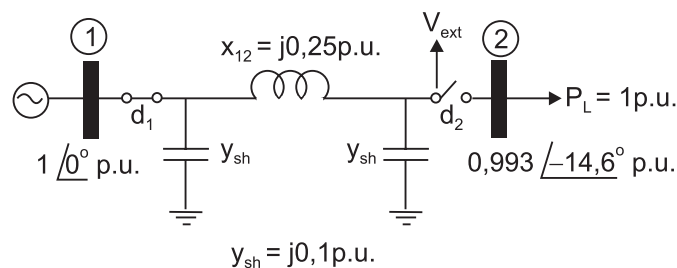 1
x12 = j0,25p.u.
Vext
2
d1
d2
PL = 1p.u.
ysh
ysh
1 /0° p.u.
0,993 /–14,6° p.u.
ysh = j0,1p.u.